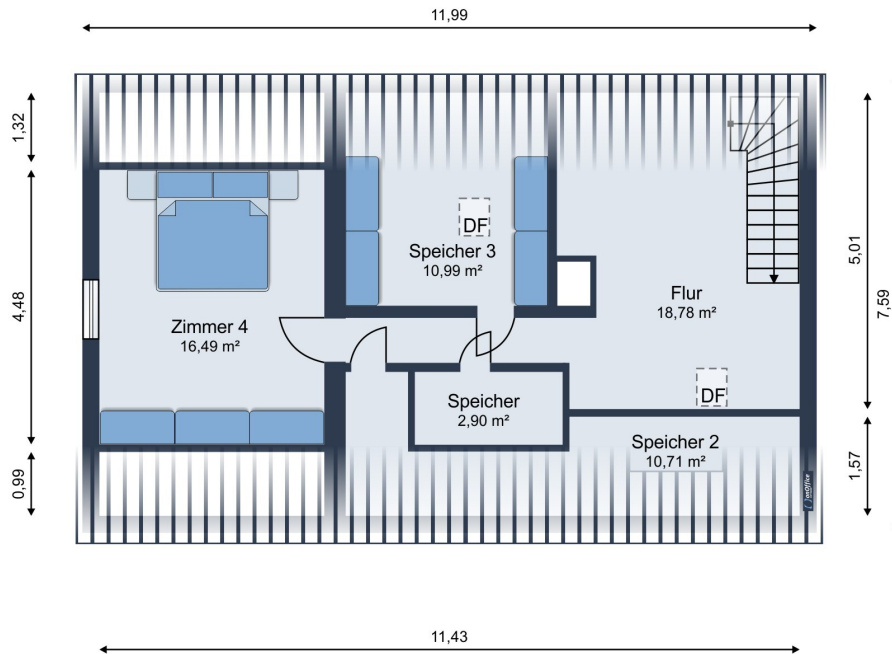 11,99
1,32
DF
Speicher 3
10,99 m²
5,01
Flur
18,78 m²
7,59
4,48
Zimmer 4
16,49 m²
DF
Speicher
2,90 m²
Speicher 2
10,71 m²
0,99
1,57
onOffice
11,43